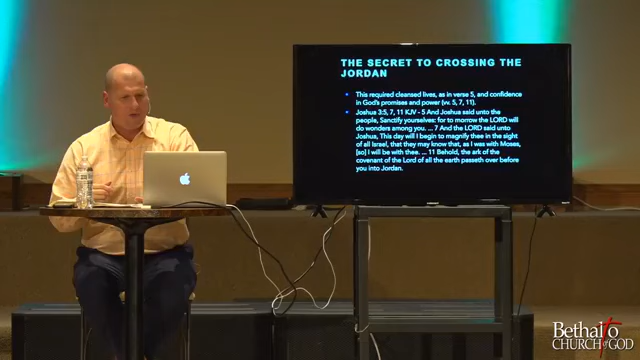 THE SECRET TO CROSSING THE
JORDAN
This required cleansed lives, as in verse 5, and confidence
in God's promises and power (vv. 5, 7, 11).
Joshua 3:5, 7, 11 KJV - 5 And Joshua said unto the
people, Sanctify yourselves: for to morrow the LORD will
do wonders among you. ... 7 And the LORD said unto
Joshua, This day will I begin to magnify thee in the sight
of all Israel, that they may know that, as I was with Moses,
[so] I will be with thee. ... 11 Behold, the ark of the
covenant of the Lord of all the earth passeth over before
you into Jordan.
Bethalto
CHURCH of GOD